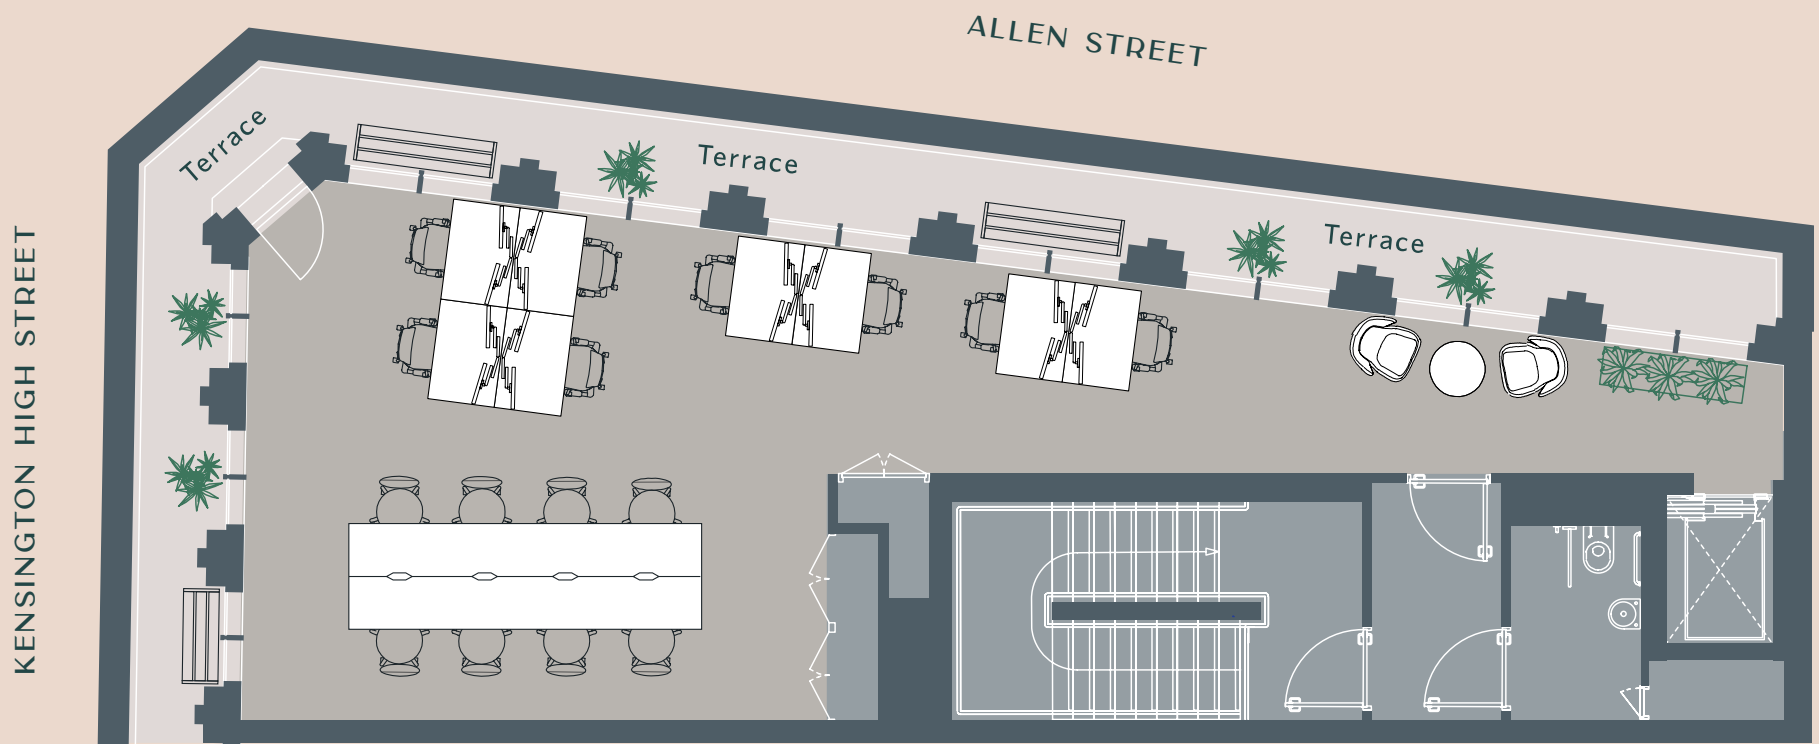 ALLEN STREET
Terrace
Terrace
Terrace
KENSINGTON HIGH STREET